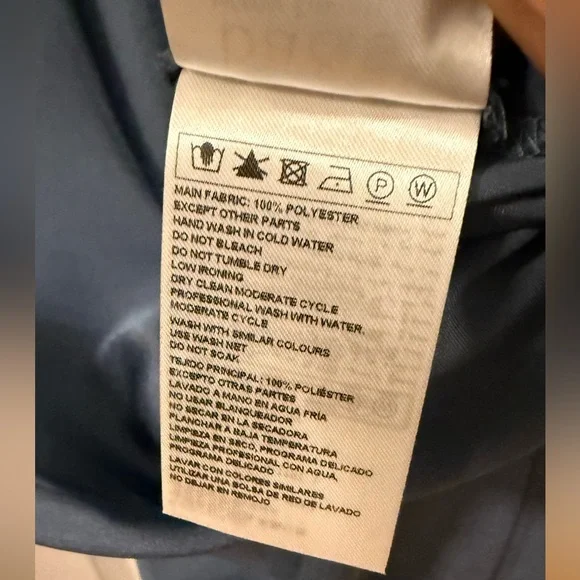 P W
MAIN FABRIC: 100% POLYESTER
EXCEPT OTHER PARTS
HAND WASH IN COLD WATER
DO NOT BLEACH
DO NOT TUMBLE DRY
LOW IRONING
DRY CLEAN MODERATE CYCLE
PROFESSIONAL WASH WITH WATER,
MODERATE CYCLE
WASH WITH SIMILAR COLOURS
USE WASH NET
DO NOT SOAK
TEJIDO PRINCIPAL: 100% POLIÉSTER
EXCEPTO OTRAS PARTES
LAVADO A MANO EN AGUA FRÍA
NO USAR BLANQUEADOR
NO SECAR EN LA SECADORA
PLANCHAR A BAJA TEMPERATURA
LIMPIEZA EN SECO, PROGRAMA DELICADO
LIMPIEZA PROFESIONAL CON AGUA,
PROGRAMA DELICADO
LAVAR CON COLORES SIMILARES
UTILIZAR UNA BOLSA DE RED DE LAVADO
NO DEJAR EN REMOJO